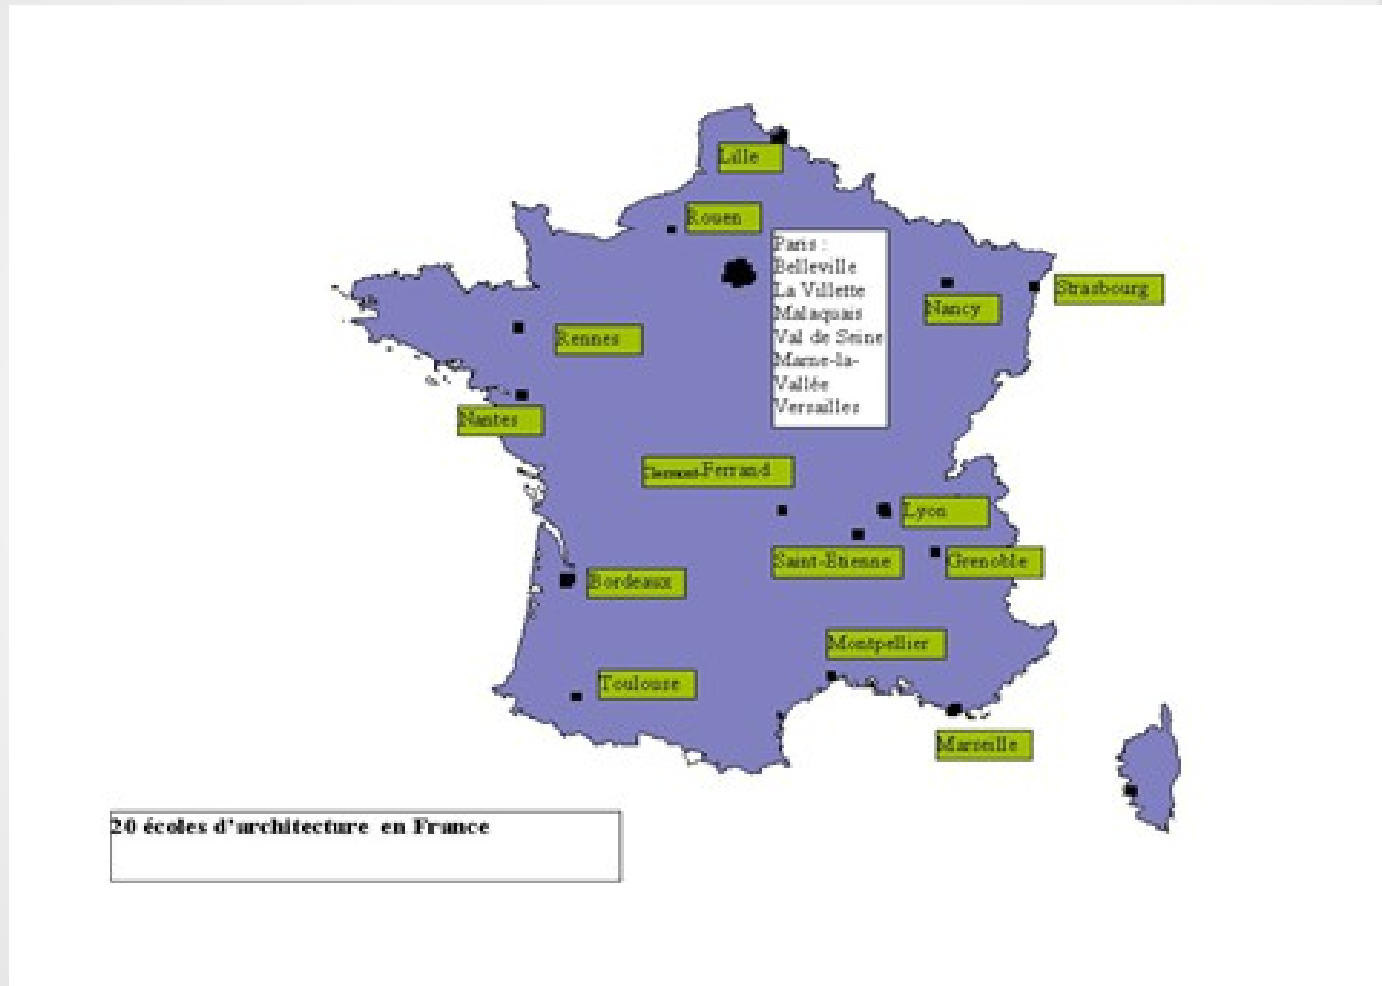 Lille
Rouen
Paris :
Belleville
La Villette
Malaquais
Val de Seine
Marne-la-
Vallée
Versailles
Strasbourg
Nancy
Rennes
Nantes
Clermont-Ferrand
Lyon
Saint-Etienne
Grenoble
Bordeaux
Montpellier
Toulouse
Marseille
20 écoles d'architecture en France